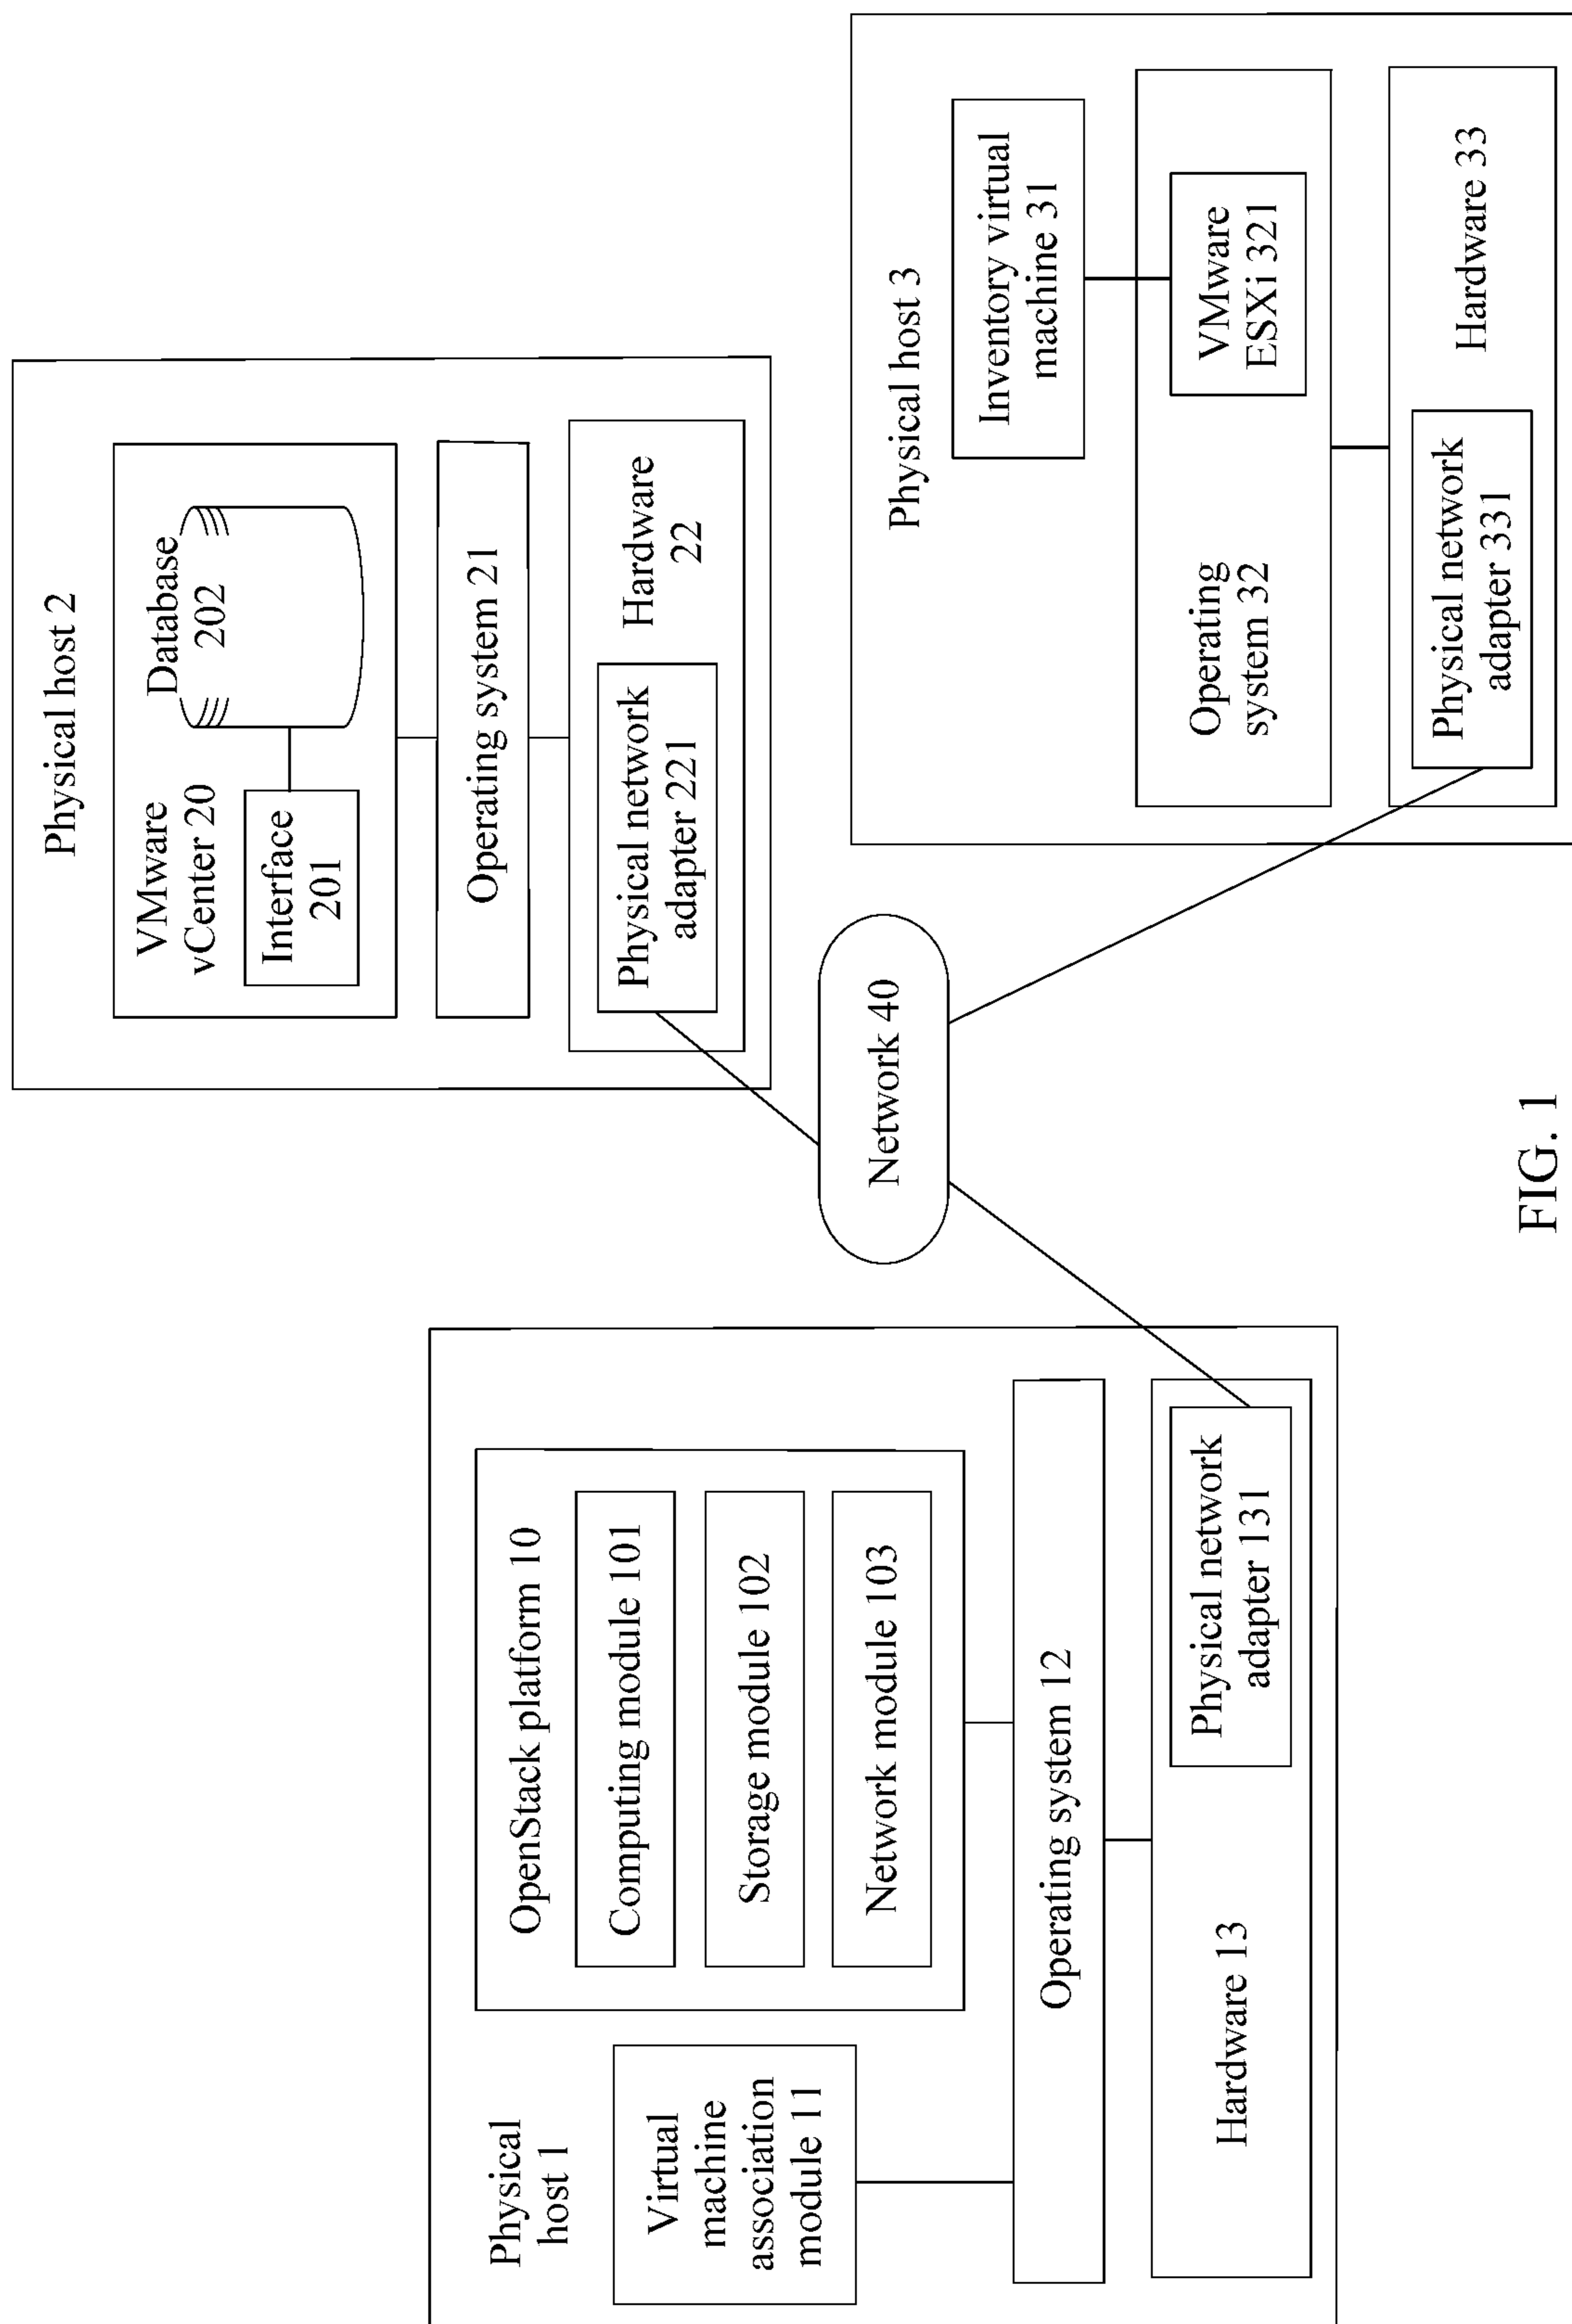 Physical host 2
VMware
vCenter 20
Interface
201
Database
202
Operating system 21
Physical network
adapter 221
Hardware
22
Physical
host 1
Virtual
machine
association
module 11
OpenStack platform 10
Computing module 101
Storage module 102
Network module 103
Operating system 12
Hardware 13
Physical network
adapter 131
Network 40
Physical host 3
Inventory virtual
machine 31
Operating
system 32
VMware
ESXi 321
Physical network
adapter 331
Hardware 33
FIG. 1